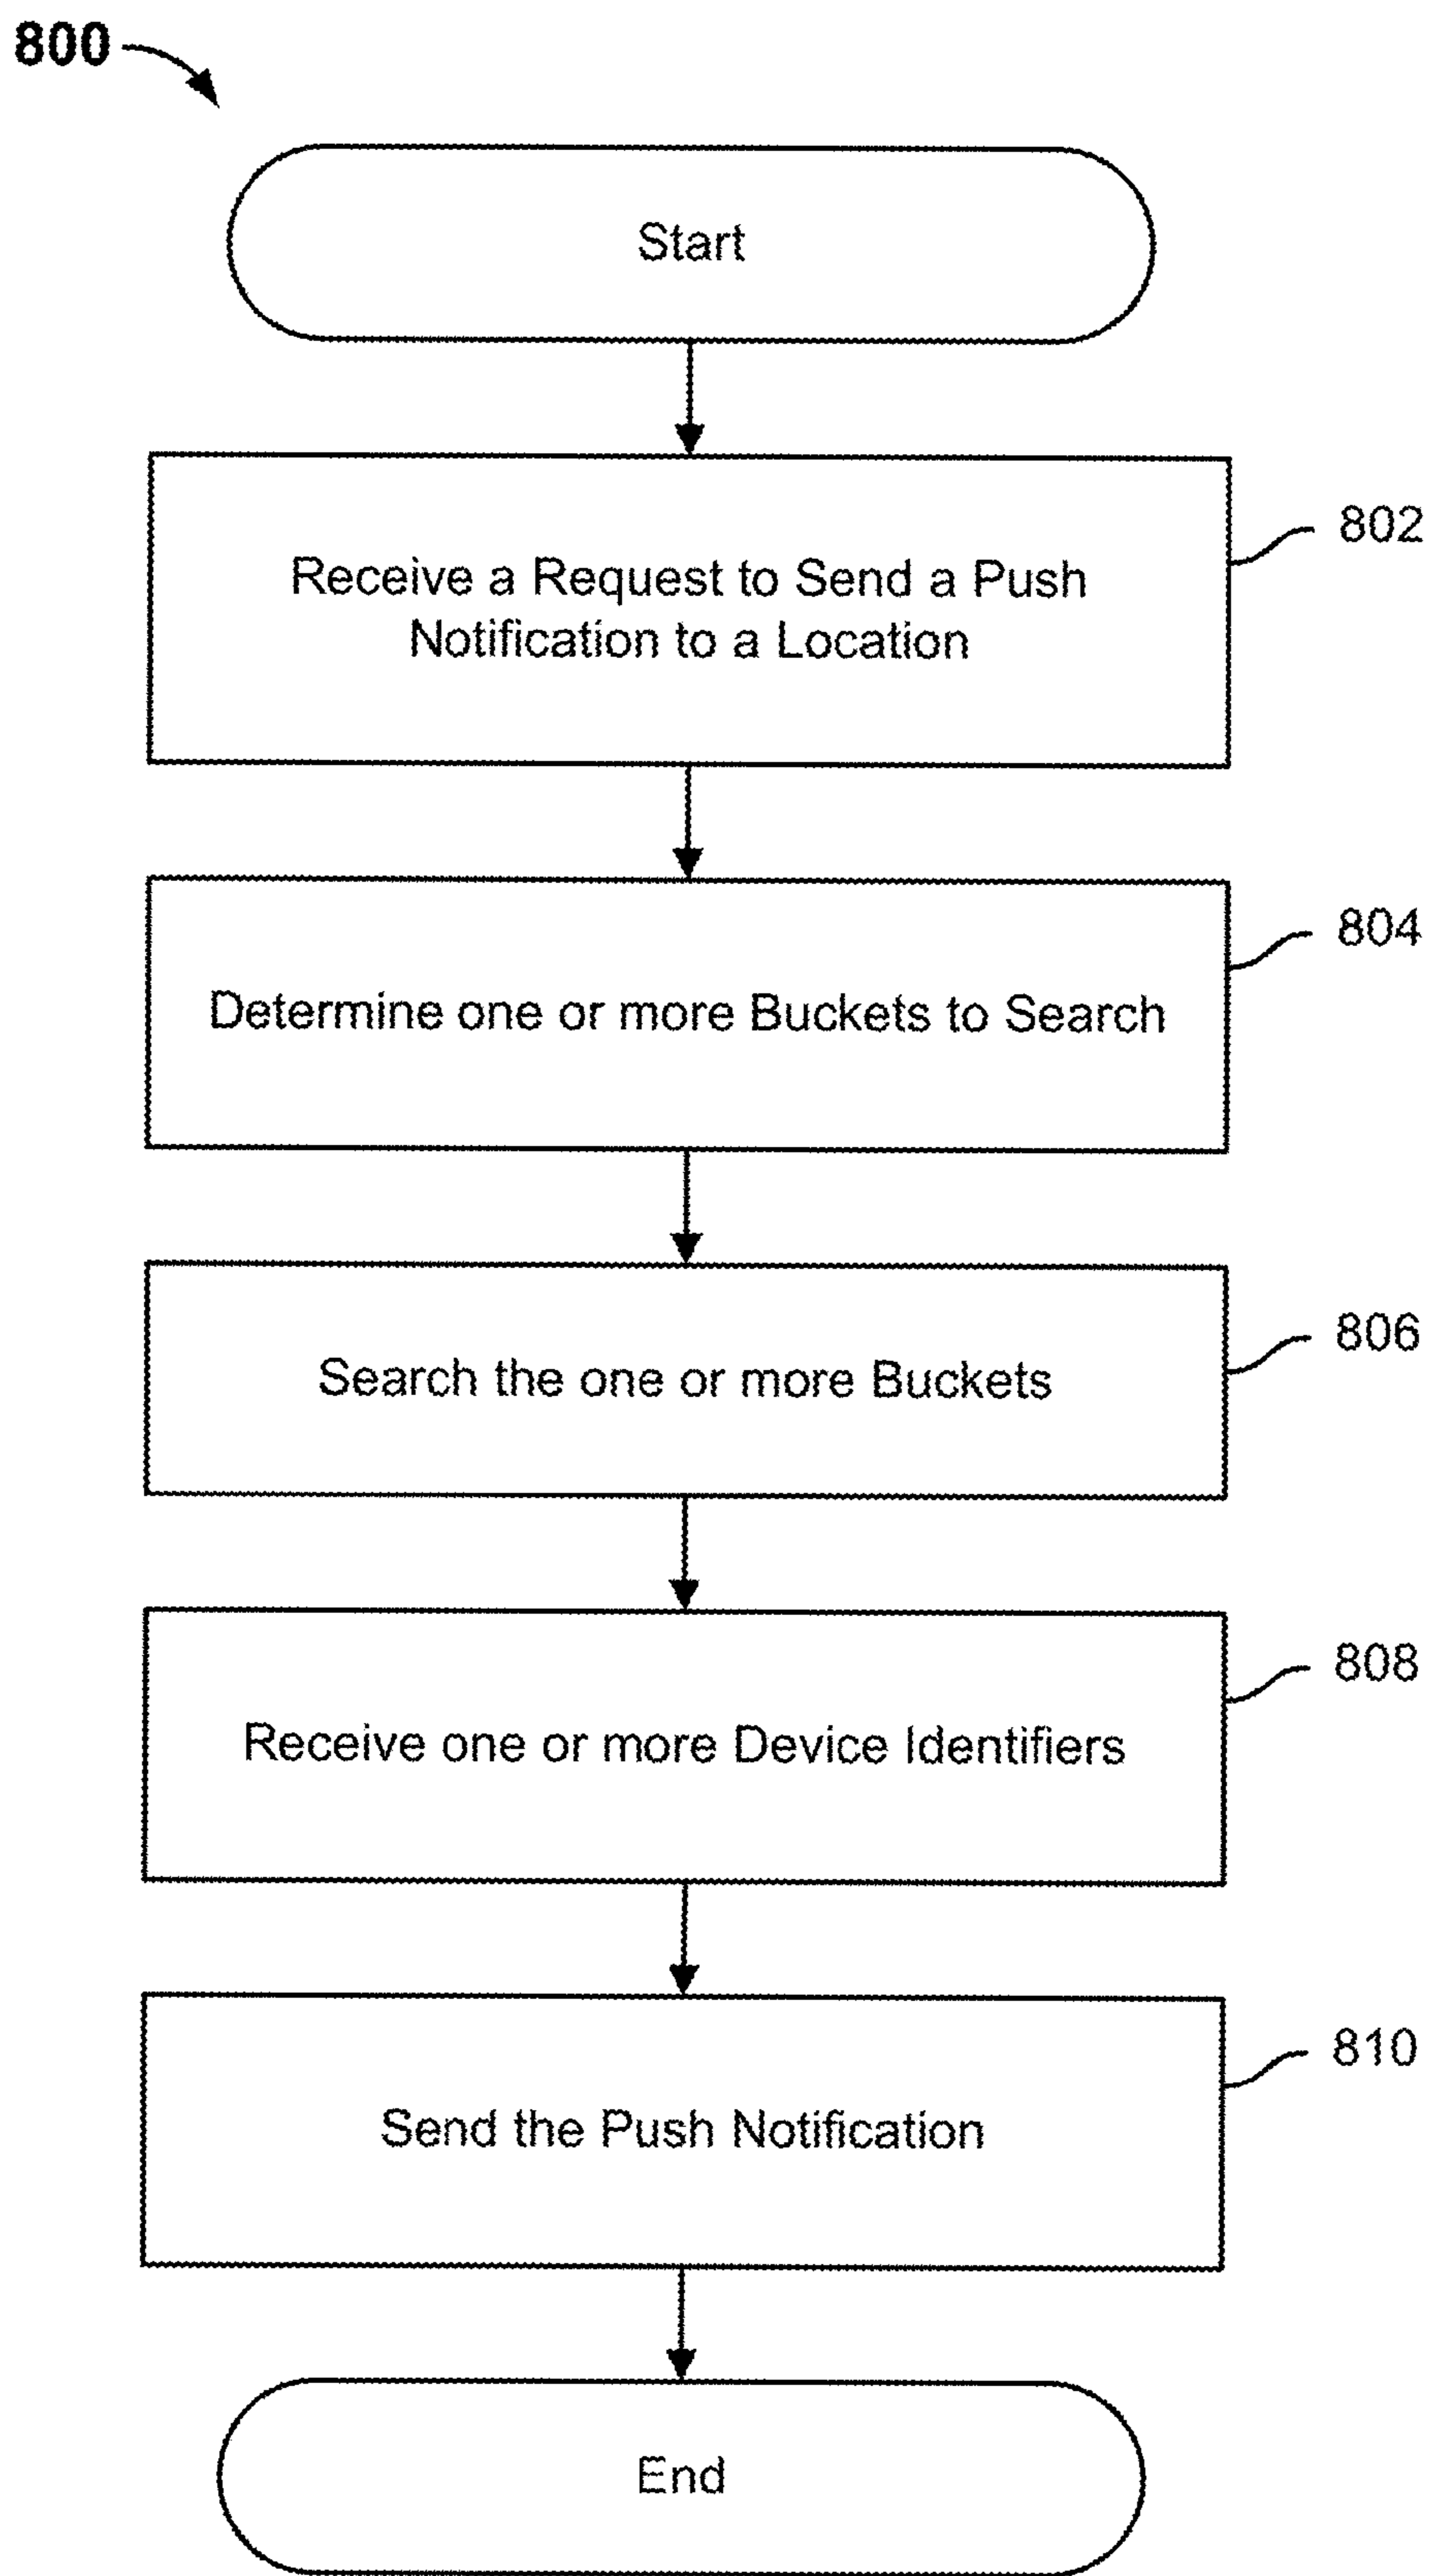 800
Start
Receive a Request to Send a Push
Notification to a Location
802
Determine one or more Buckets to Search
804
Search the one or more Buckets
806
Receive one or more Device Identifiers
808
Send the Push Notification
810
End